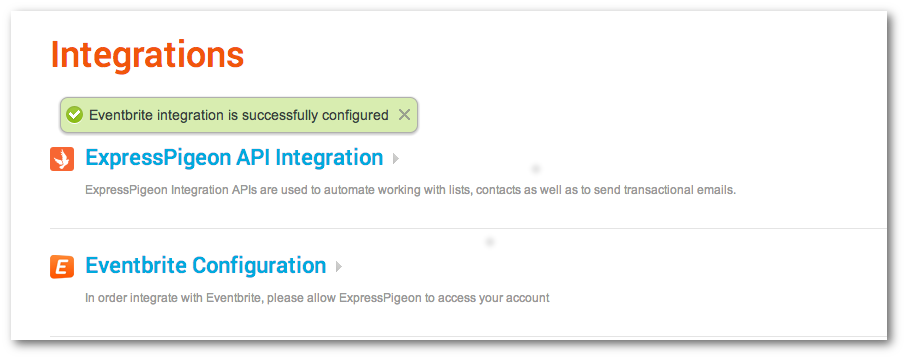 Integrations
Eventbrite integration is successfully configured
ExpressPigeon API Integration
ExpressPigeon Integration APIs are used to automate working with lists, contacts as well as to send transactional emails.
E Eventbrite Configuration
In order integrate with Eventbrite, please allow ExpressPigeon to access your account